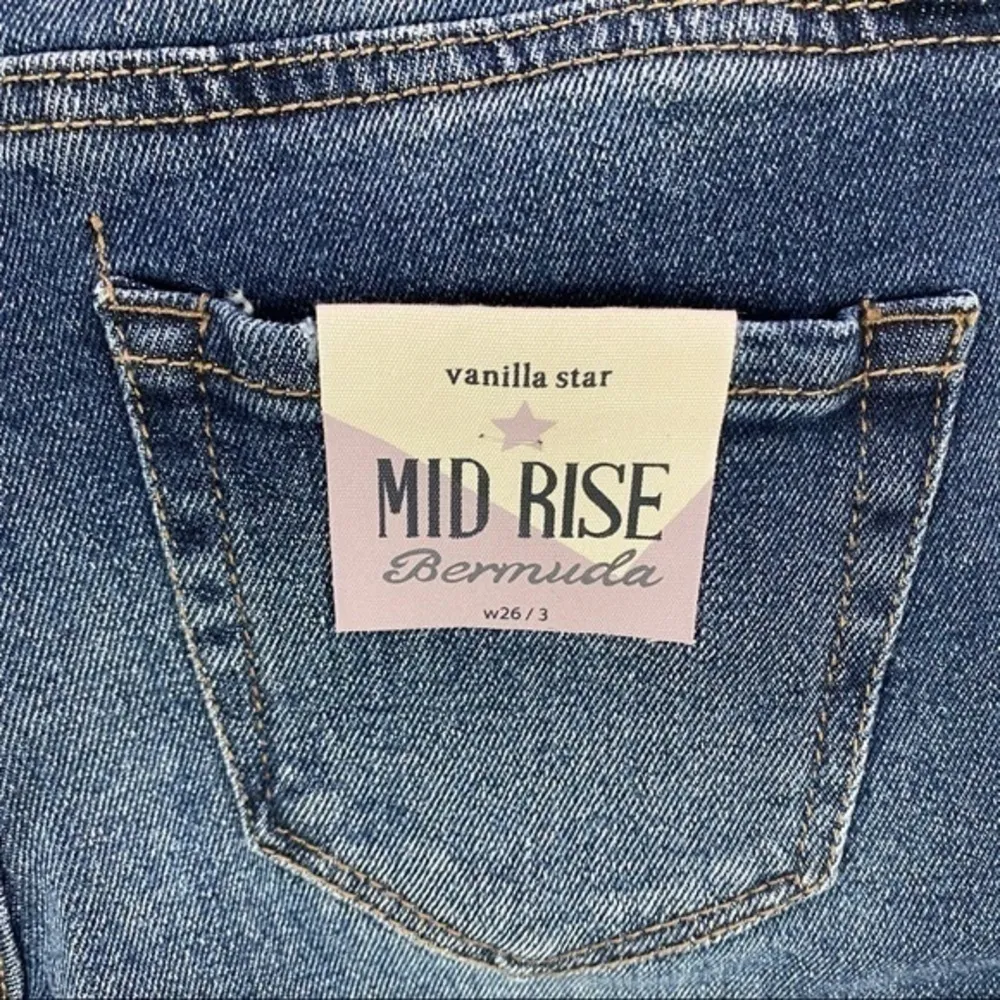 vanilla star
MID RISE
Bermuda
w26 / 3